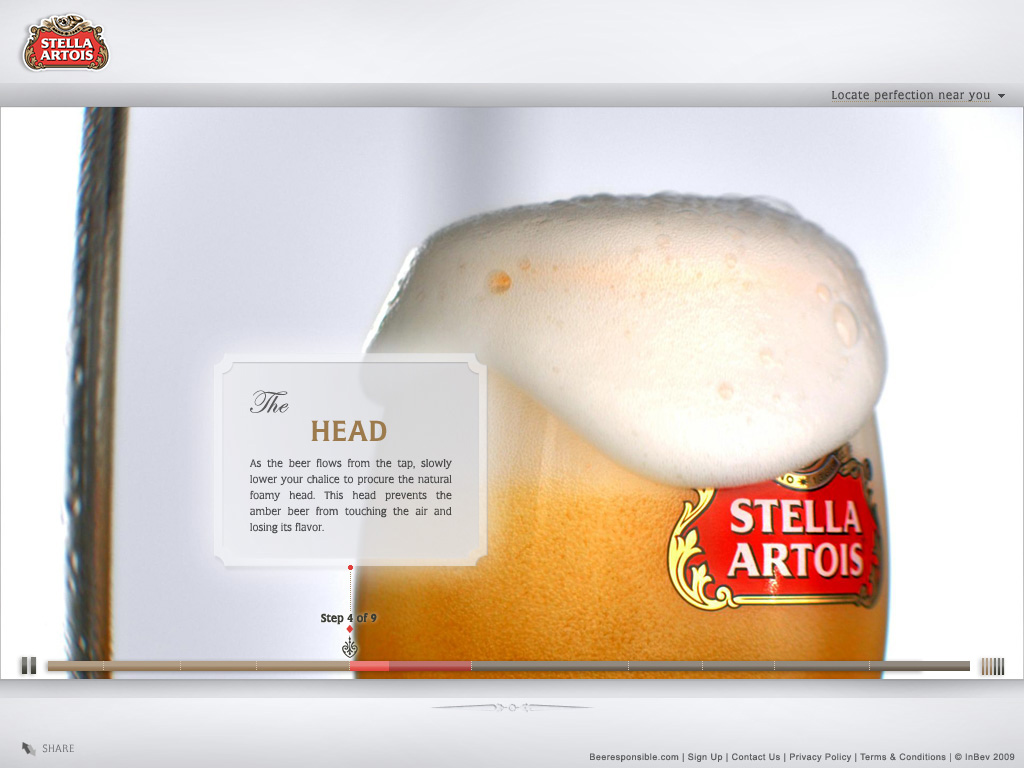 STELLA
ARTOIS
Locate perfection near you
The
HEAD
As the beer flows from the tap, slowly
lower your chalice to procure the natural
foamy head. This head prevents the
amber beer from touching the air and
losing its flavor.
STELLA
ARTOIS
Step 4 of 9
SHARE
Beeresponsible.com | Sign Up | Contact Us | Privacy Policy | Terms & Conditions | © InBev 2009